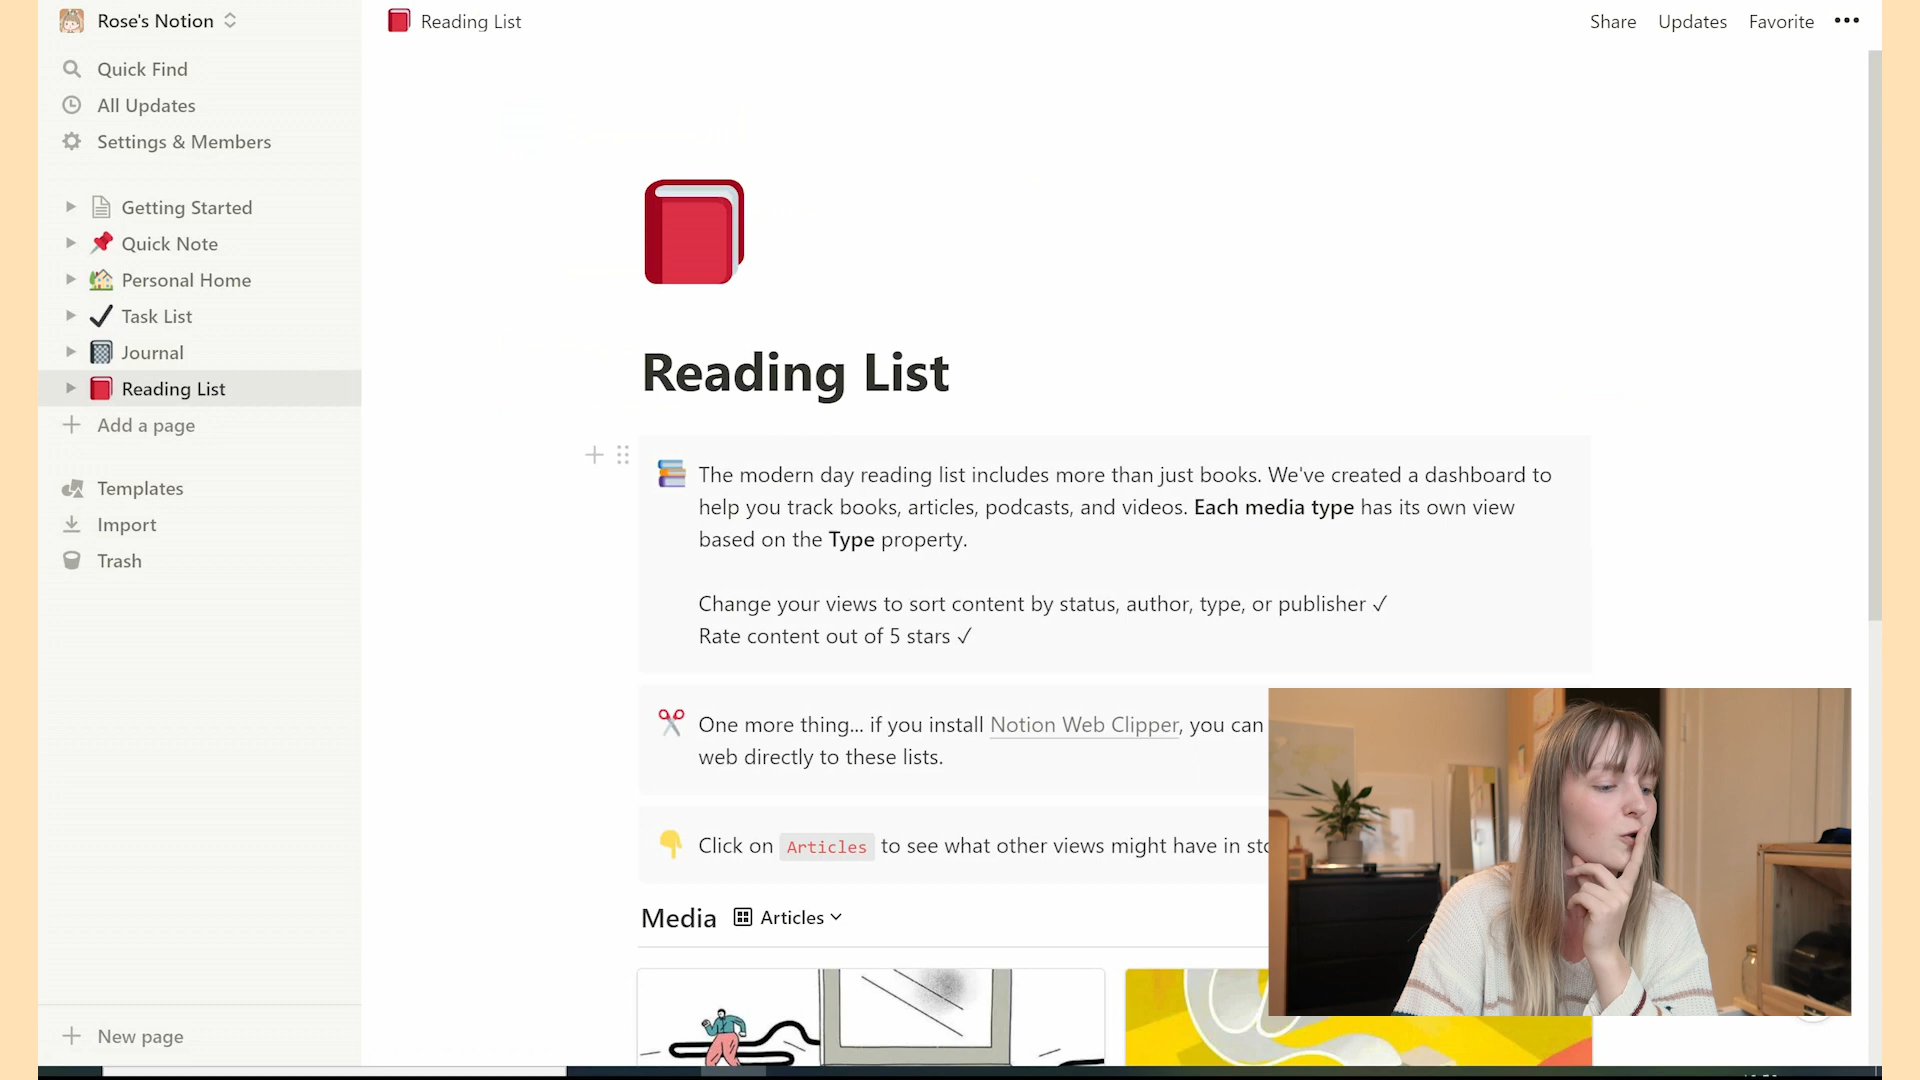 Rose's Notion
Quick Find
All Updates
Settings & Members
Getting Started
Quick Note
Personal Home
Task List
Journal
Reading List
Add a page
Templates
Import
Trash
New page
Reading List
Share Updates Favorite
Reading List
The modern day reading list includes more than just books. We've created a dashboard to
help you track books, articles, podcasts, and videos. Each media type has its own view
based on the Type property.
Change your views to sort content by status, author, type, or publisher ✓
Rate content out of 5 stars ✓
One more thing... if you install Notion Web Clipper, you can
web directly to these lists.
Click on Articles to see what other views might have in sto
Media Articles